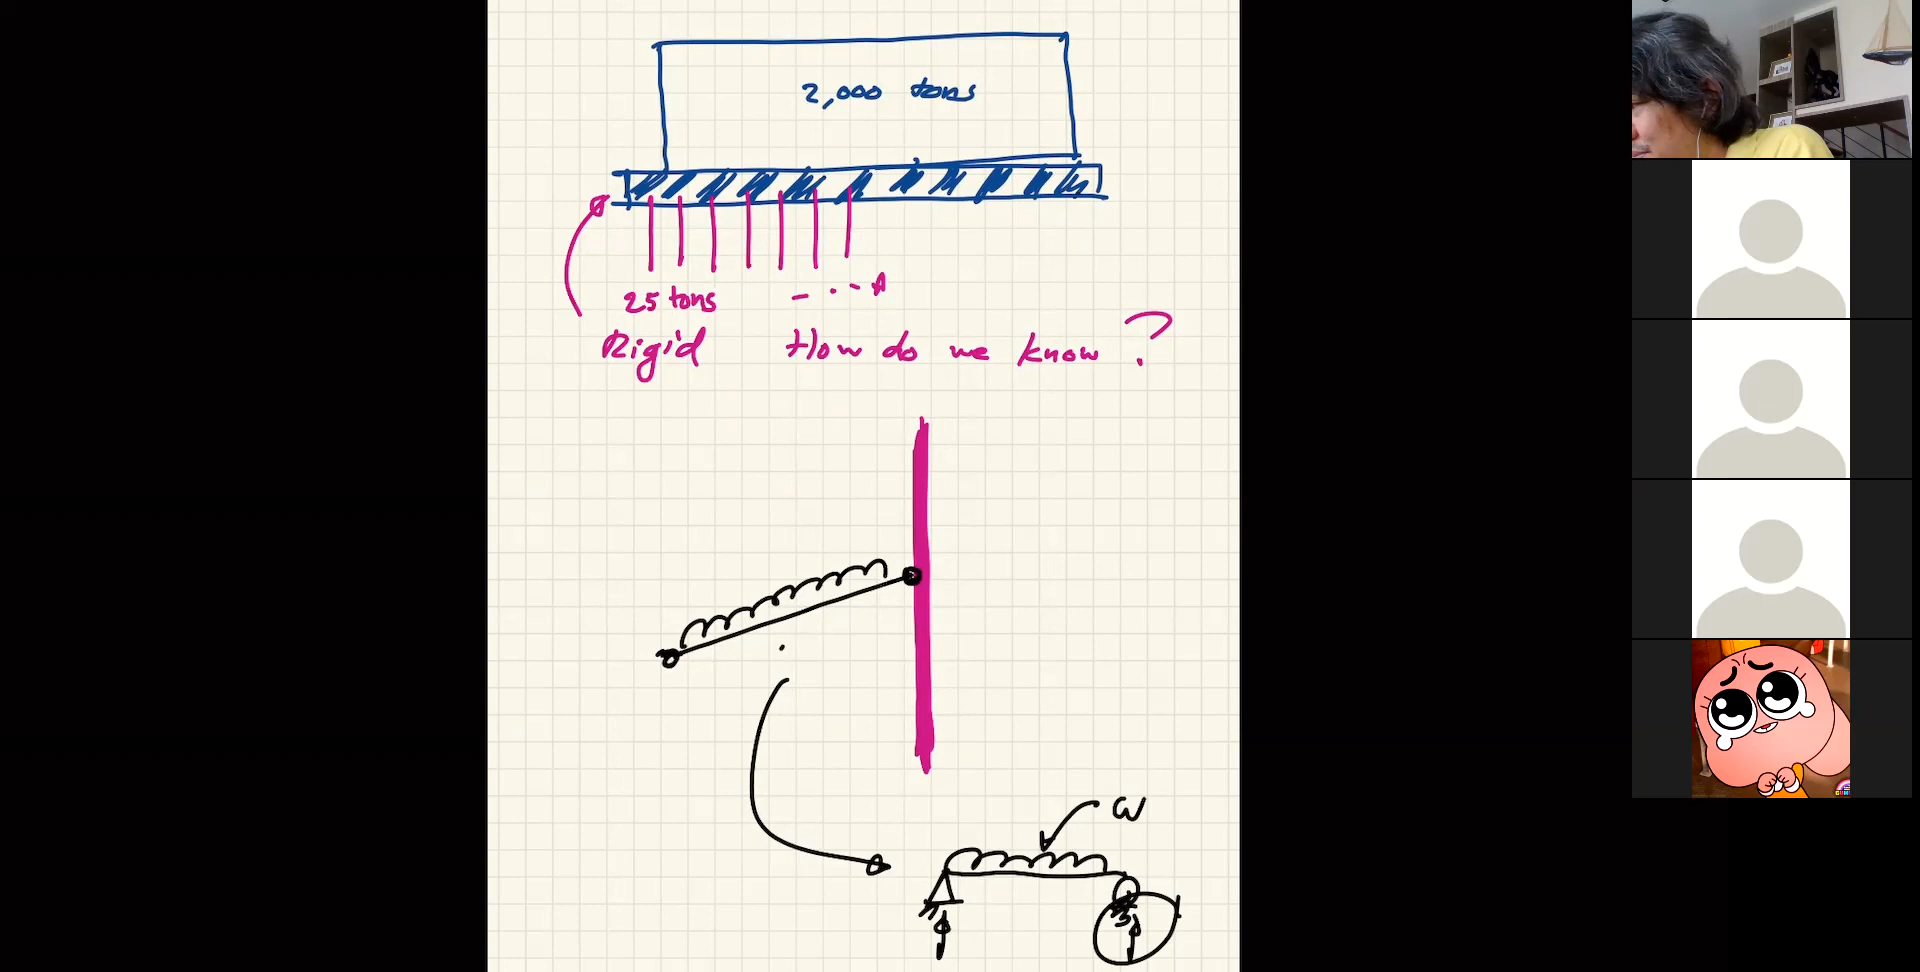 2,000 tons
25 tons
Rigid How do we know ?
ω